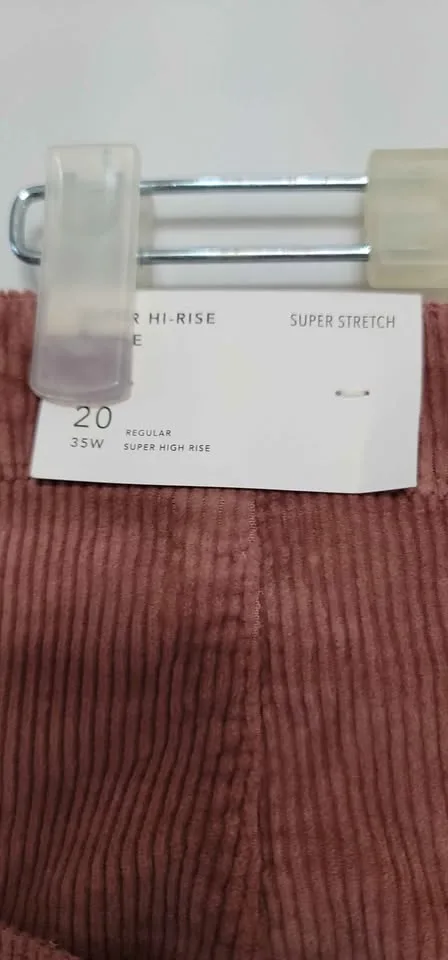 R HI-RISE
SUPER STRETCH
E
20
REGULAR
35W
SUPER HIGH RISE